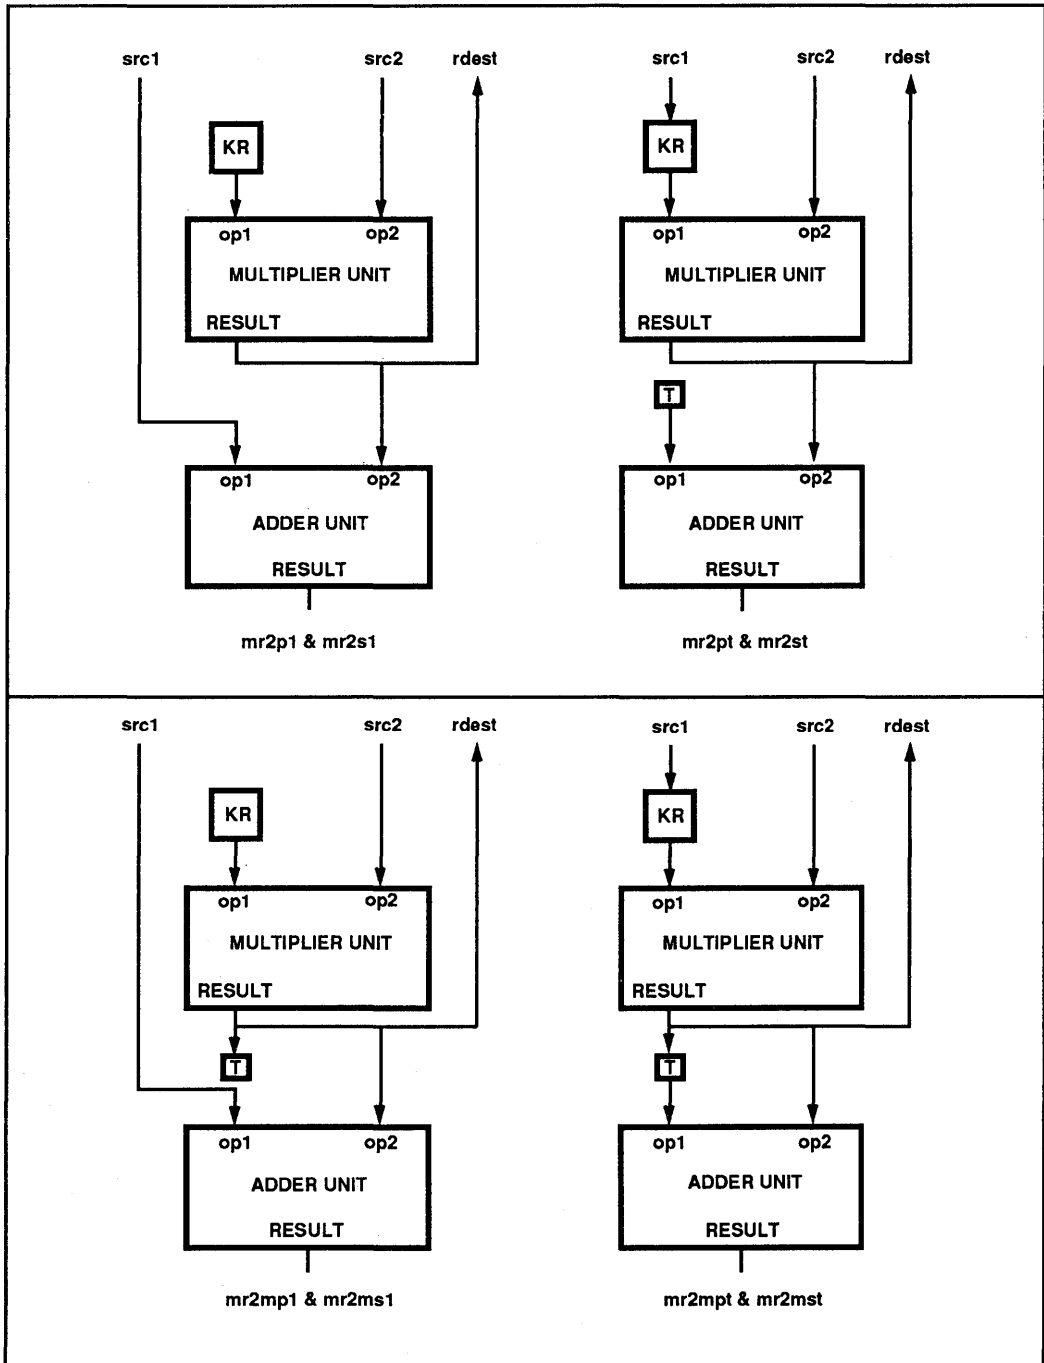 src1 src2 rdest
KR
op1 op2
MULTIPLIER UNIT
RESULT
op1 op2
ADDER UNIT
RESULT
mr2p1 & mr2s1
src1 src2 rdest
KR
op1 op2
MULTIPLIER UNIT
RESULT
T
op1 op2
ADDER UNIT
RESULT
mr2pt & mr2st
src1 src2 rdest
KR
op1 op2
MULTIPLIER UNIT
RESULT
T
op1 op2
ADDER UNIT
RESULT
mr2mp1 & mr2ms1
src1 src2 rdest
KR
op1 op2
MULTIPLIER UNIT
RESULT
T
op1 op2
ADDER UNIT
RESULT
mr2mpt & mr2mst